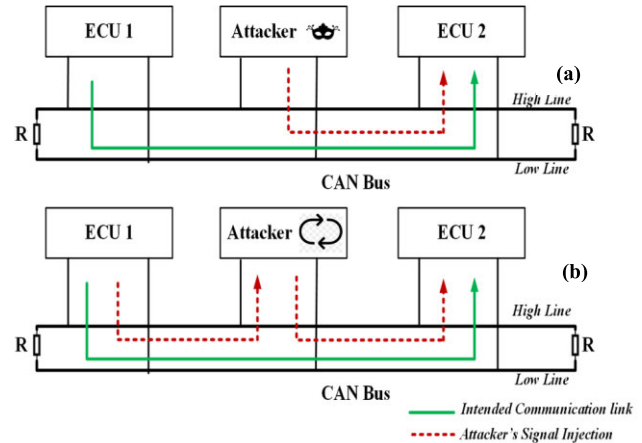 ECU 1
Attacker
ECU 2
(a)
High Line
R
R
Low Line
CAN Bus
ECU 1
Attacker
ECU 2
(b)
High Line
R
R
Low Line
CAN Bus
Intended Communication link
Attacker's Signal Injection